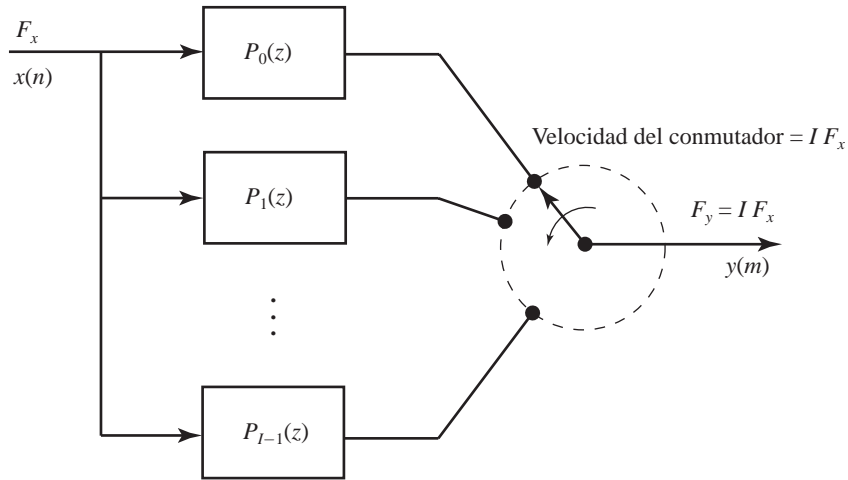 F_x
x(n)
P_0(z)
Velocidad del conmutador = I F_x
P_1(z)
F_y = I F_x
y(m)
P_{I−1}(z)